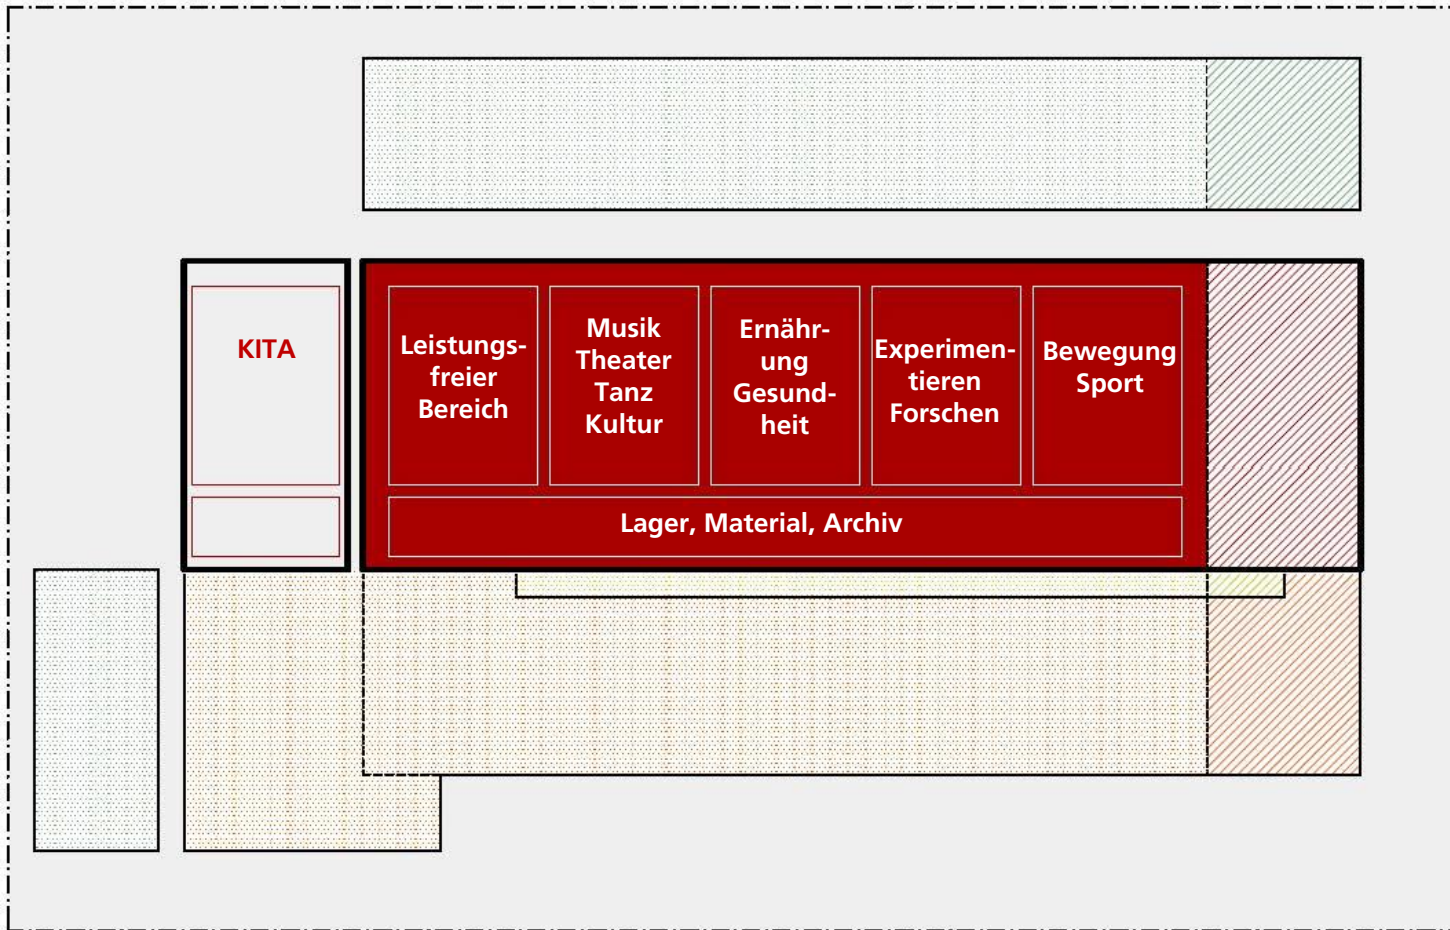 KITA
Leistungs-
freier
Bereich
Musik
Theater
Tanz
Kultur
Ernähr-
ung
Gesund-
heit
Experimen-
tieren
Forschen
Bewegung
Sport
Lager, Material, Archiv